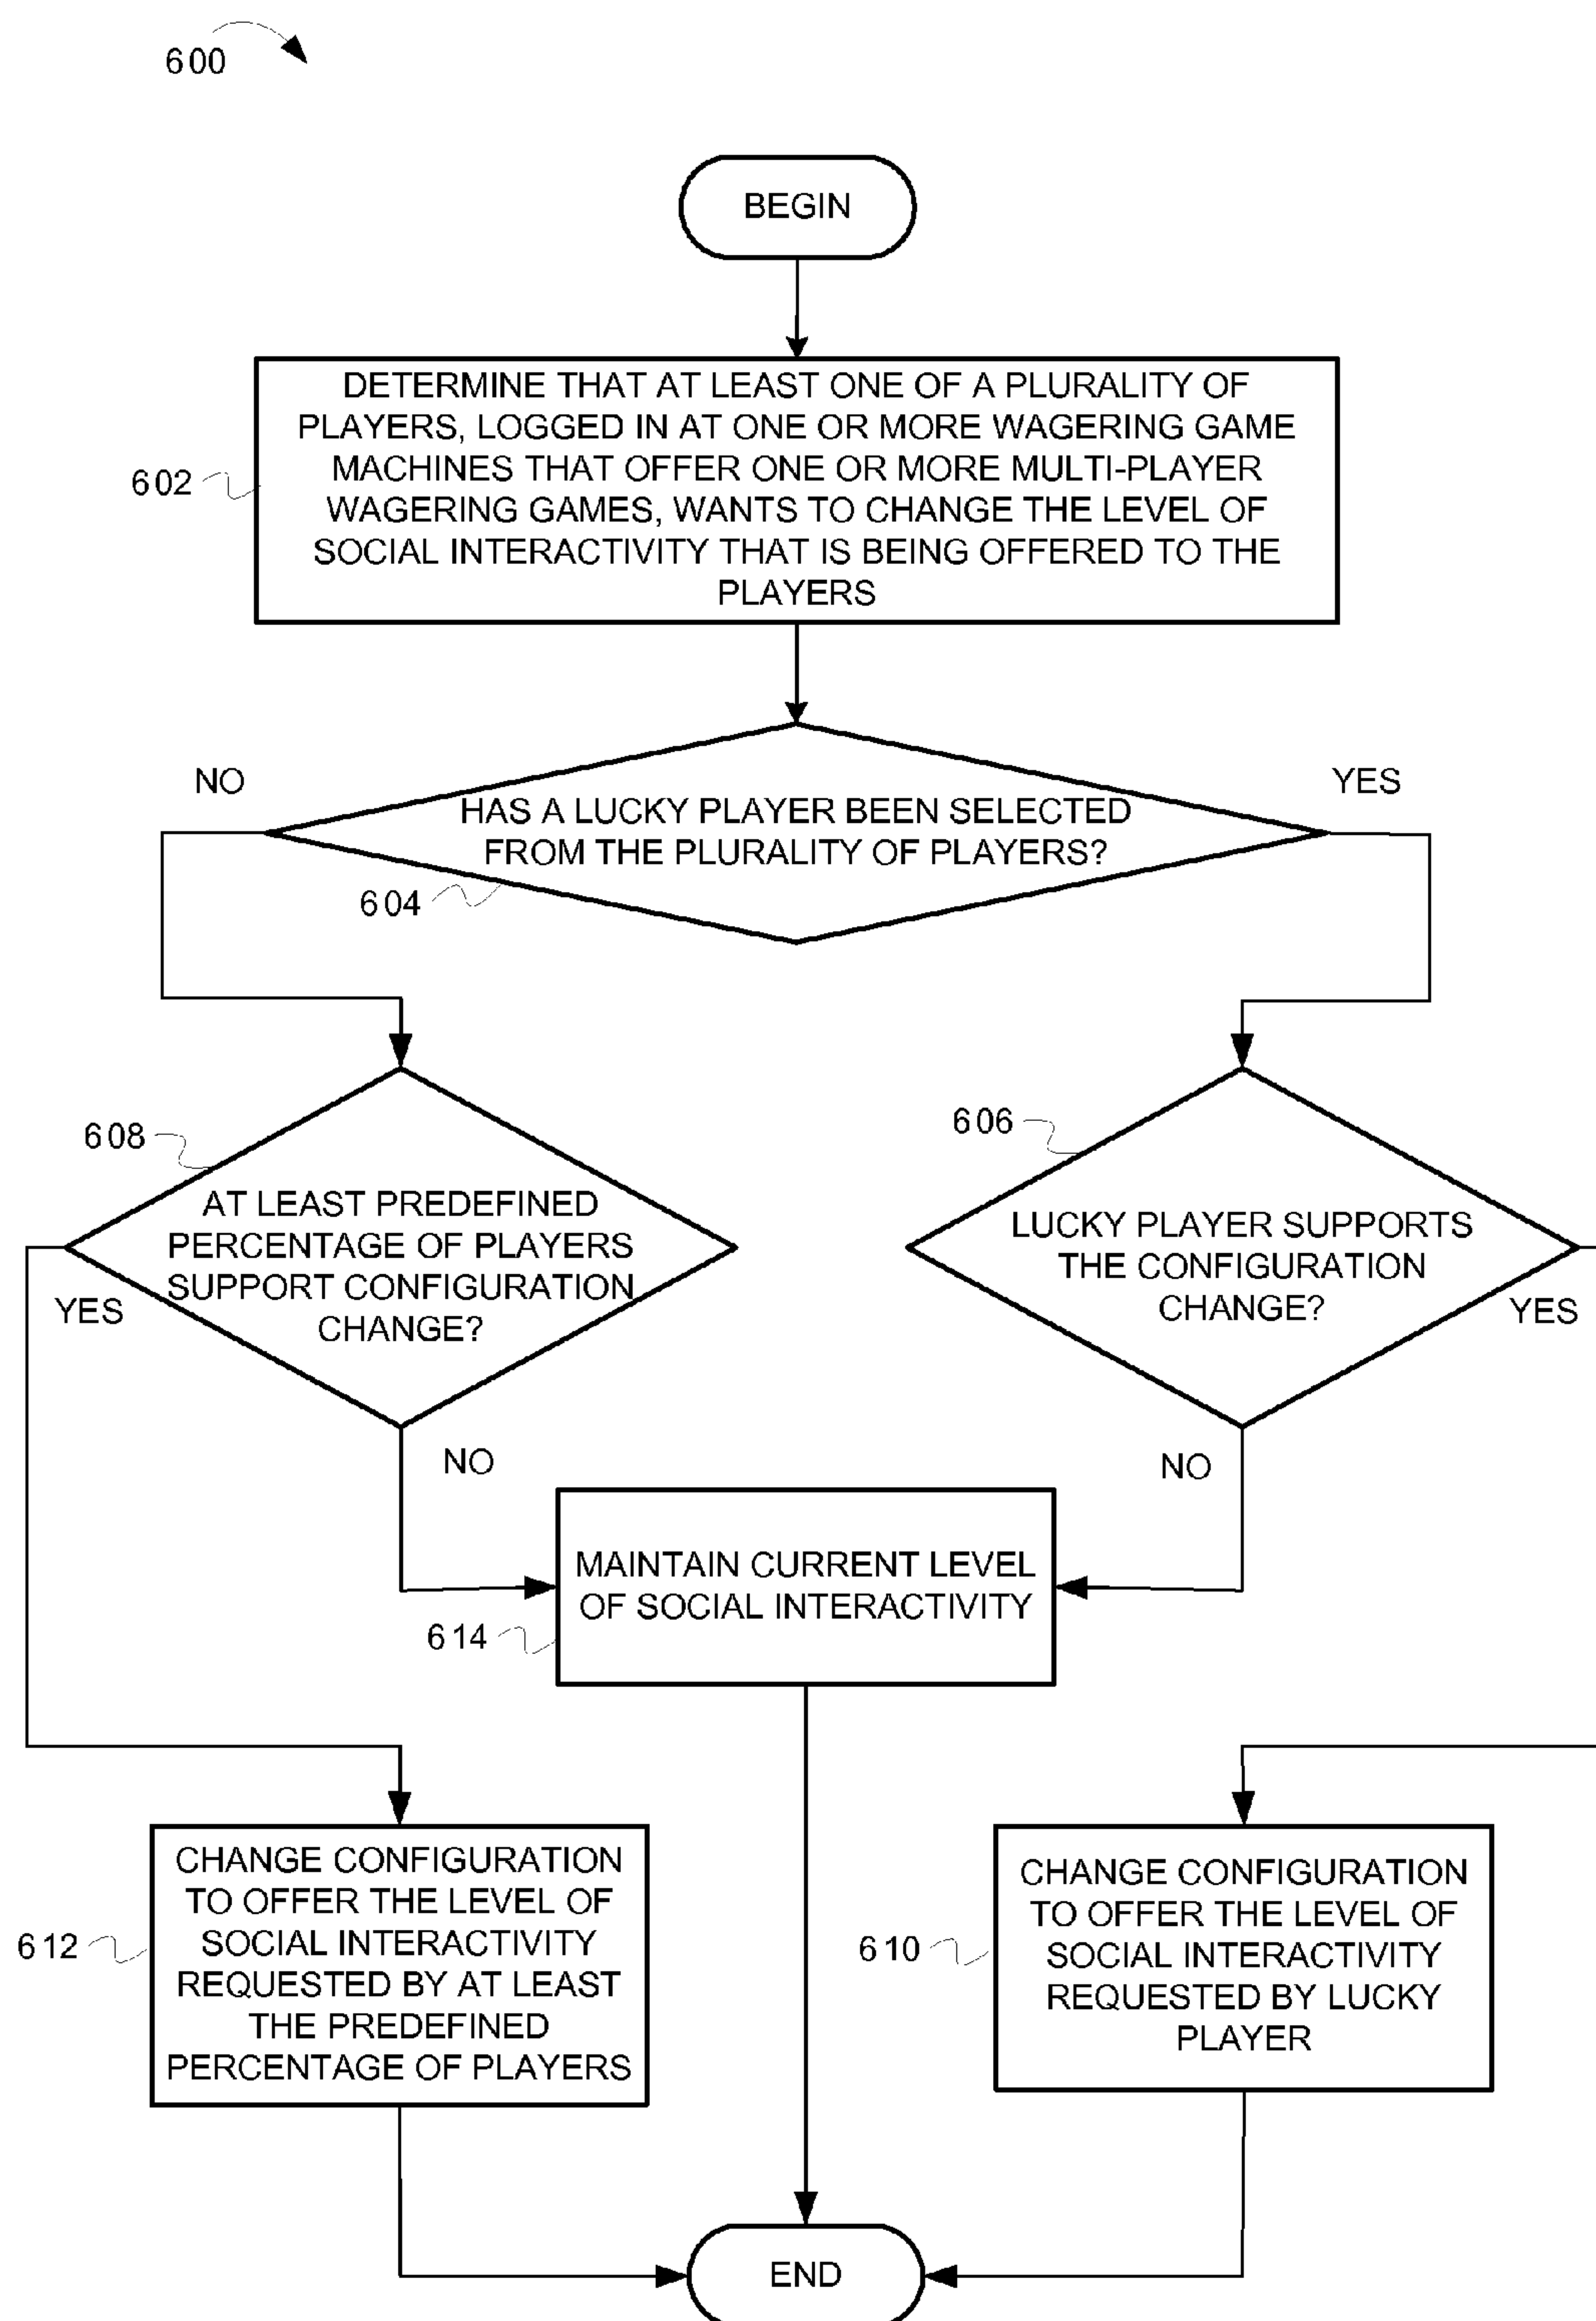 600
BEGIN
DETERMINE THAT AT LEAST ONE OF A PLURALITY OF
PLAYERS, LOGGED IN AT ONE OR MORE WAGERING GAME
MACHINES THAT OFFER ONE OR MORE MULTI-PLAYER
WAGERING GAMES, WANTS TO CHANGE THE LEVEL OF
SOCIAL INTERACTIVITY THAT IS BEING OFFERED TO THE
PLAYERS
602
NO
YES
HAS A LUCKY PLAYER BEEN SELECTED
FROM THE PLURALITY OF PLAYERS?
604
608
AT LEAST PREDEFINED
PERCENTAGE OF PLAYERS
SUPPORT CONFIGURATION
CHANGE?
YES
NO
606
LUCKY PLAYER SUPPORTS
THE CONFIGURATION
CHANGE?
YES
NO
MAINTAIN CURRENT LEVEL
OF SOCIAL INTERACTIVITY
614
CHANGE CONFIGURATION
TO OFFER THE LEVEL OF
SOCIAL INTERACTIVITY
REQUESTED BY AT LEAST
THE PREDEFINED
PERCENTAGE OF PLAYERS
612
CHANGE CONFIGURATION
TO OFFER THE LEVEL OF
SOCIAL INTERACTIVITY
REQUESTED BY LUCKY
PLAYER
610
END